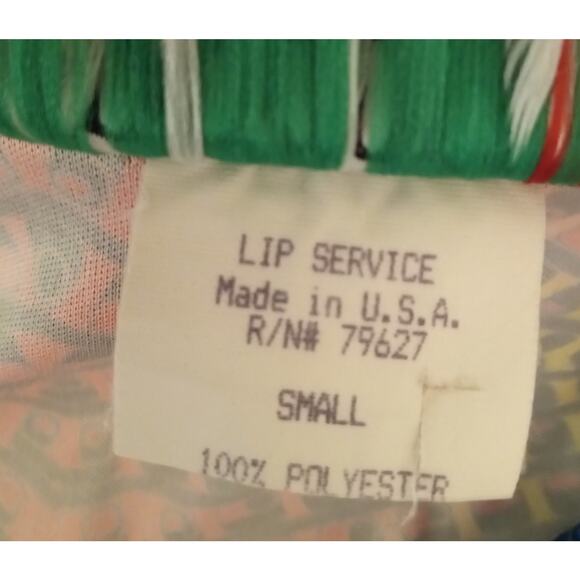 LIP SERVICE
Made in U.S.A.
R/N# 79627
SMALL
100% POLYESTER